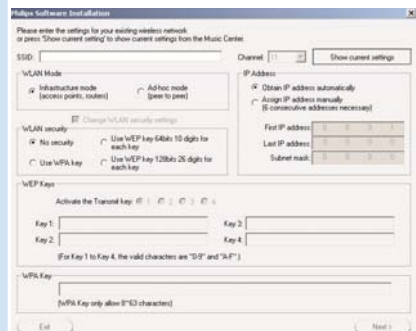 Philips Software Installation
Please enter the settings for your existing wireless network
or press 'Show current setting' to show current settings from the Music Center.
SSID: Channel: 11 Show current settings
WLAN Mode
Infrastructure mode
(access points, routers)
Ad-hoc mode
(peer to peer)
IP Address
Obtain IP address automatically
Assign IP address manually
(6 consecutive addresses necessary)
First IP address:
Last IP address:
Subnet mask:
Change WLAN security settings
WLAN security
No security
Use WEP key 64bits 10 digits for
each key
Use WPA key
Use WEP key 128bits 26 digits for
each key
WEP Keys
Activate the Transmit key: 1 2 3 4
Key 1: Key 3:
Key 2: Key 4:
(For Key 1 to Key 4, the valid characters are "0-9" and "A-F".)
WPA Key
(WPA Key only allow 8~63 characters)
Exit Next >